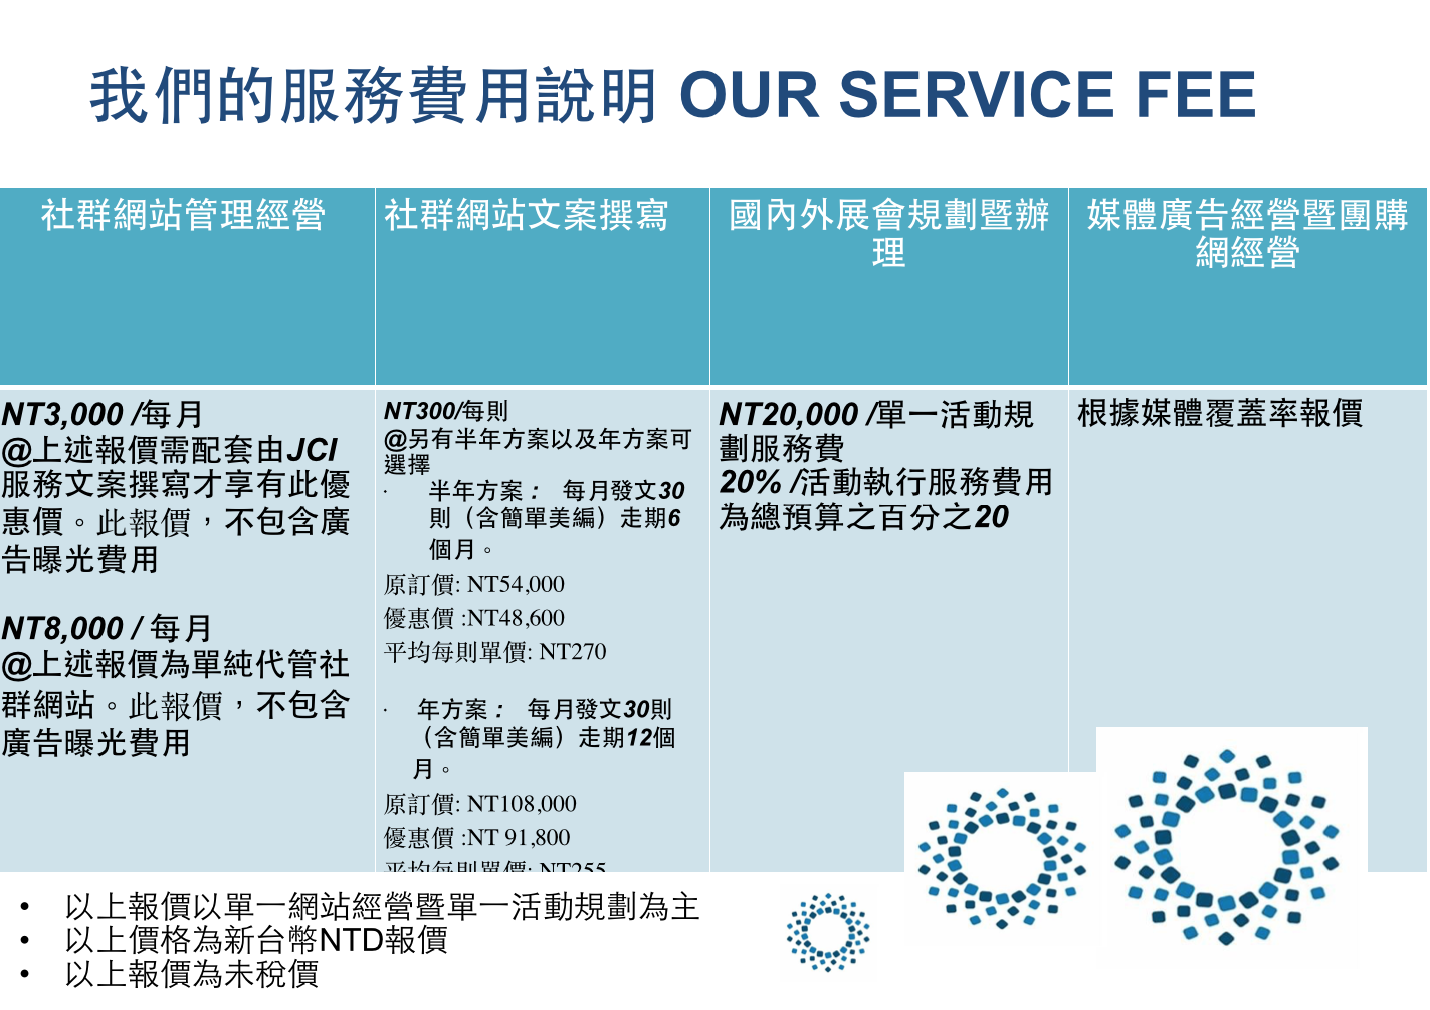 我們的服務費用說明 OUR SERVICE FEE
社群網站管理經營
社群網站文案撰寫
國內外展會規劃暨辦
理
媒體廣告經營暨團購
網經營
NT3,000 /每月
@上述報價需配套由JCI
服務文案撰寫才享有此優
惠價。此報價，不包含廣
告曝光費用
NT8,000 / 每月
@上述報價為單純代管社
群網站。此報價，不包含
廣告曝光費用
NT300/每則
@另有半年方案以及年方案可
選擇
· 半年方案： 每月發文30
則（含簡單美編）走期6
個月。
原訂價: NT54,000
優惠價 :NT48,600
平均每則單價: NT270
· 年方案： 每月發文30則
（含簡單美編）走期12個
月。
原訂價: NT108,000
優惠價 :NT 91,800
平均每則單價: NT255
NT20,000 /單一活動規
劃服務費
20% /活動執行服務費用
為總預算之百分之20
根據媒體覆蓋率報價
• 以上報價以單一網站經營暨單一活動規劃為主
• 以上價格為新台幣NTD報價
• 以上報價為未稅價